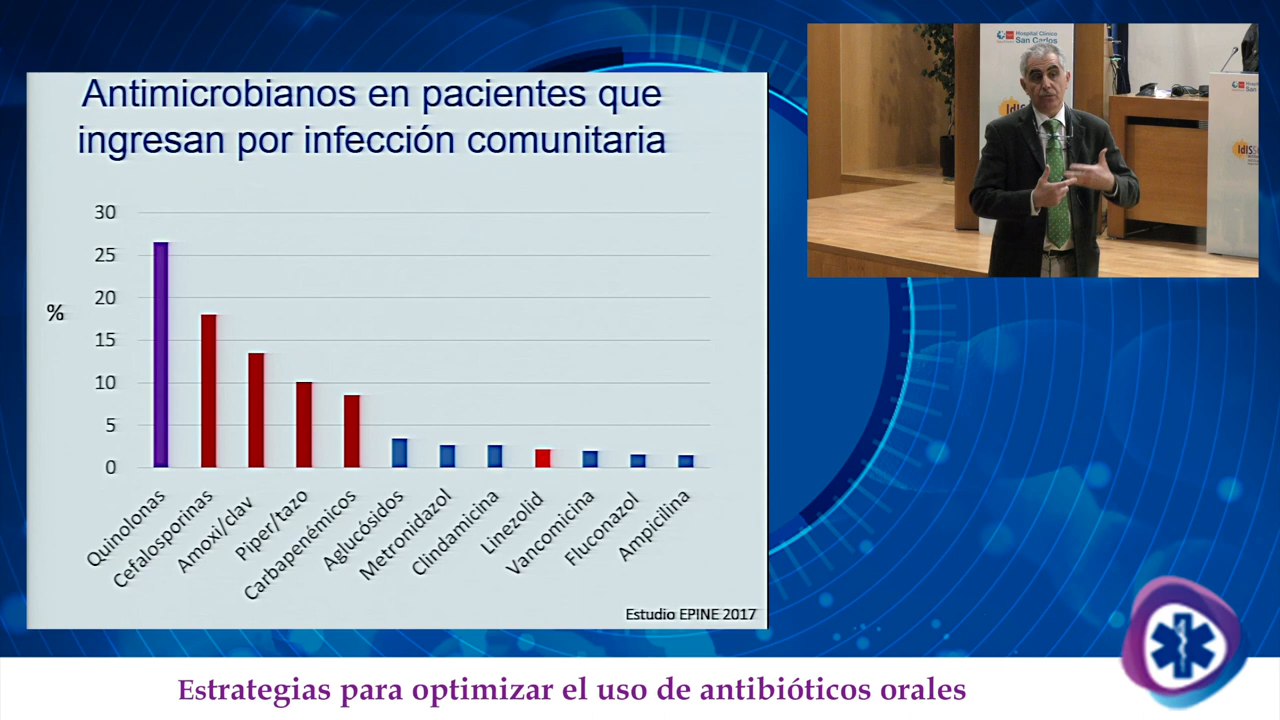 Antimicrobianos en pacientes que
ingresan por infección comunitaria
30
25
20
15
10
5
0
%
Quinolonas
Cefalosporinas
Amoxi/clav
Piper/tazo
Carbapenémicos
Aglucósidos
Metronidazol
Clindamicina
Linezolid
Vancomicina
Fluconazol
Ampicilina
Estudio EPINE 2017
Hospital Clínico
San Carlos
Estrategias para optimizar el uso de antibióticos orales